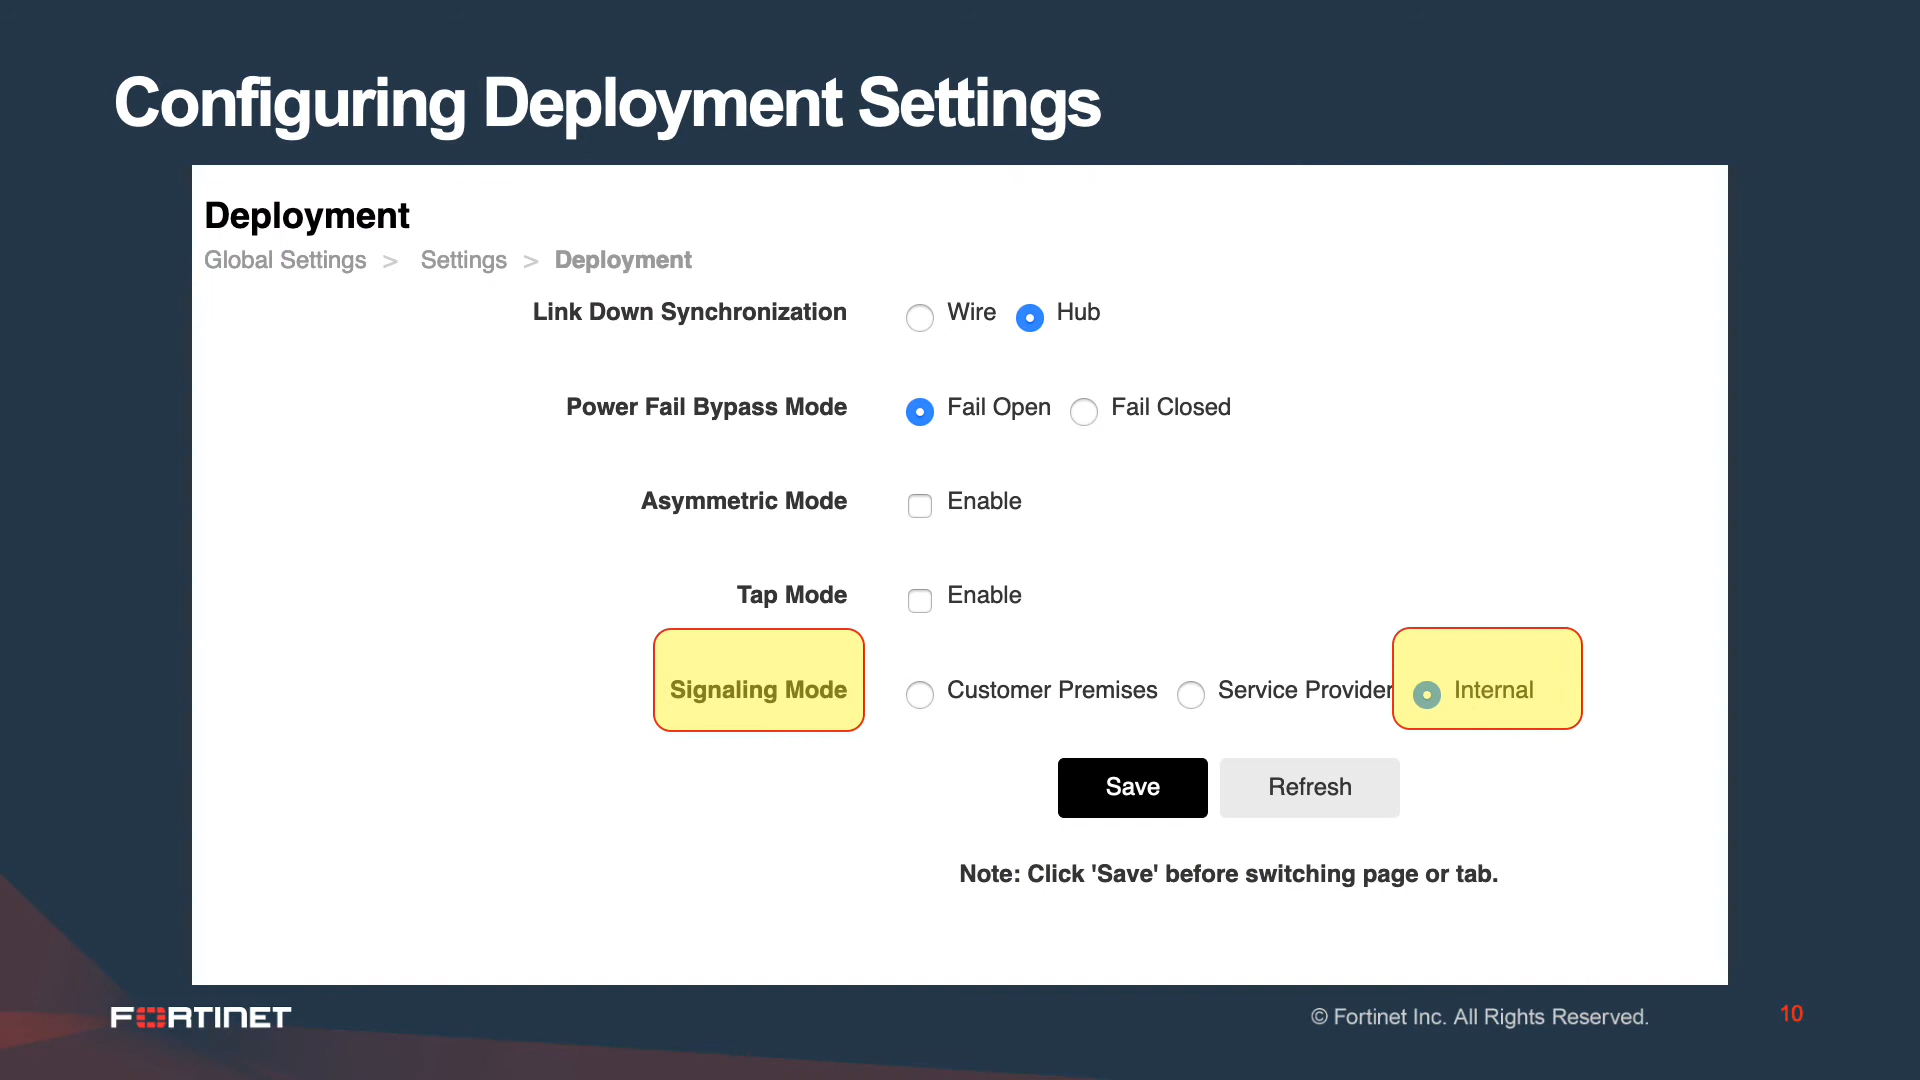 Configuring Deployment Settings
Deployment
Global Settings > Settings > Deployment
Link Down Synchronization Wire Hub
Power Fail Bypass Mode Fail Open Fail Closed
Asymmetric Mode Enable
Tap Mode Enable
Signaling Mode Customer Premises Service Provider Internal
Save Refresh
Note: Click 'Save' before switching page or tab.
FORTINET © Fortinet Inc. All Rights Reserved. 10